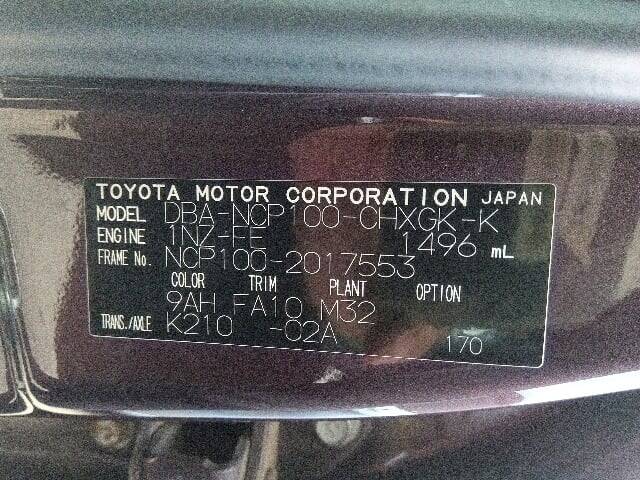 TOYOTA MOTOR CORPORATION JAPAN
MODEL DBA-NCP100-CHXGK-K
ENGINE 1NZ-FE 1496 mL
FRAME No. NCP100-2017553
COLOR TRIM PLANT OPTION
9AH FA10 M32
TRANS./AXLE K210 -02A 170